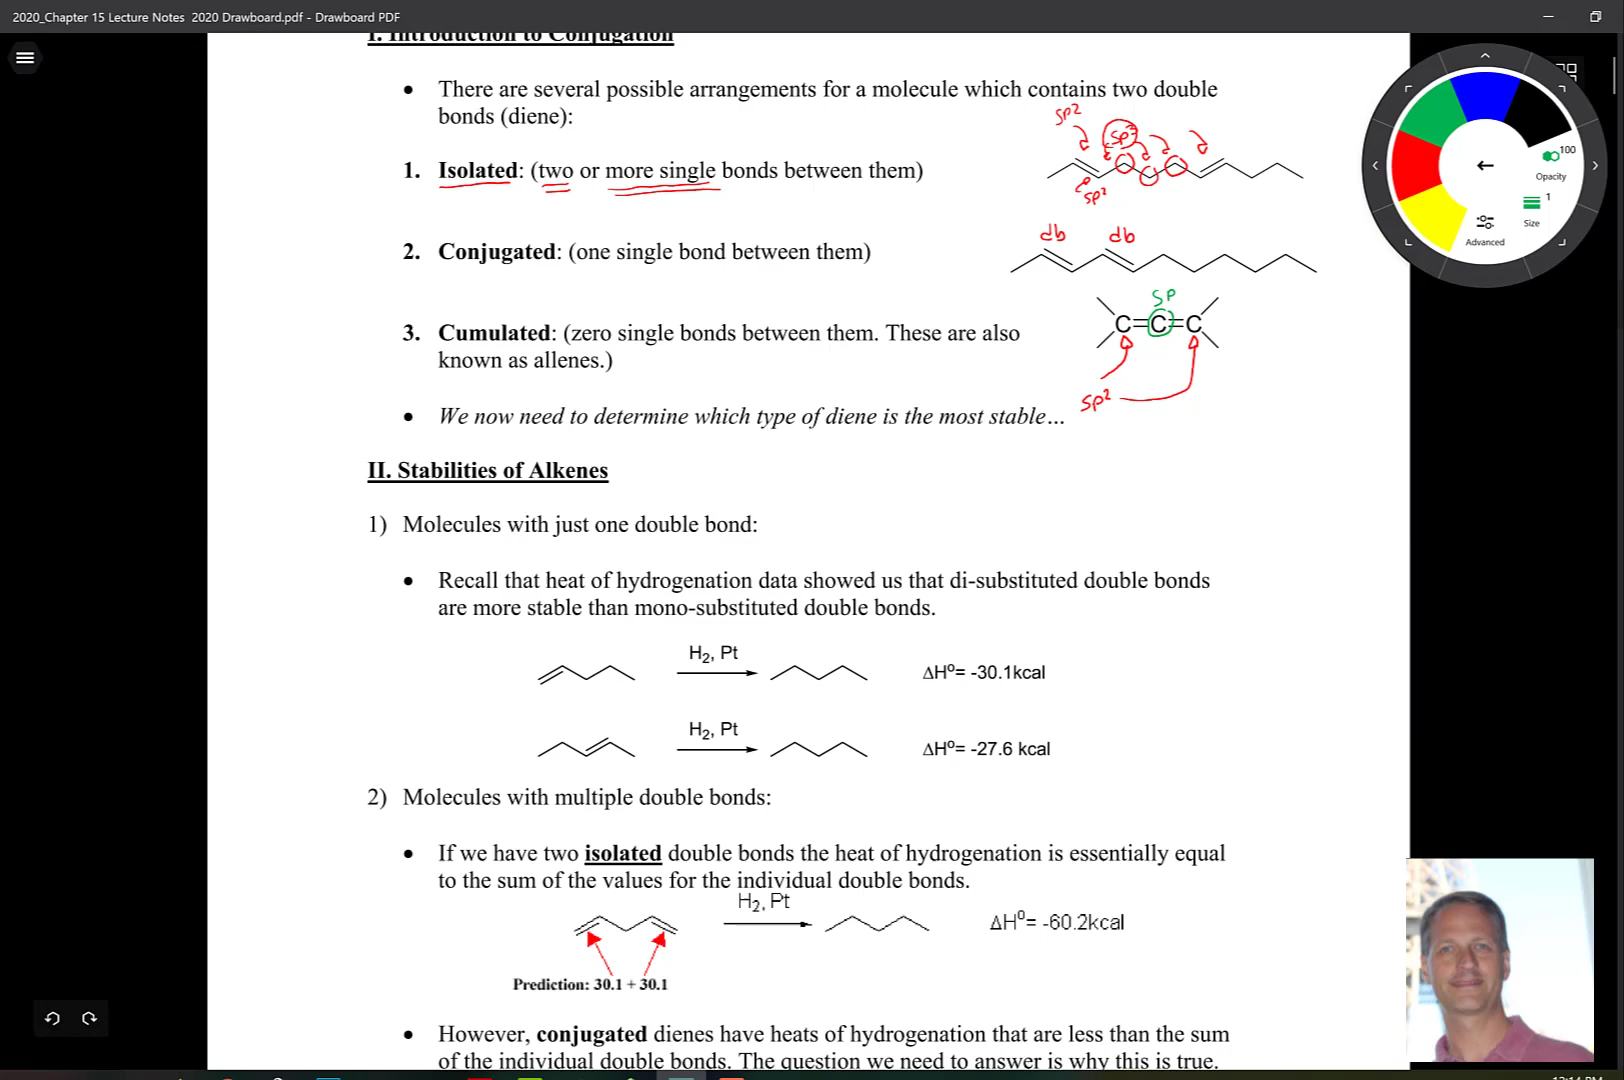 2020_Chapter 15 Lecture Notes  2020 Drawboard.pdf - Drawboard PDF
I. Introduction to Conjugation
• There are several possible arrangements for a molecule which contains two double
bonds (diene):
sp2
sp3
1. Isolated: (two or more single bonds between them)
sp2
db db
2. Conjugated: (one single bond between them)
sp
C=C=C
3. Cumulated: (zero single bonds between them. These are also
known as allenes.)
sp2
• We now need to determine which type of diene is the most stable…
II. Stabilities of Alkenes
1) Molecules with just one double bond:
• Recall that heat of hydrogenation data showed us that di-substituted double bonds
are more stable than mono-substituted double bonds.
H2, Pt
ΔHº= -30.1kcal
H2, Pt
ΔHº= -27.6 kcal
2) Molecules with multiple double bonds:
• If we have two isolated double bonds the heat of hydrogenation is essentially equal
to the sum of the values for the individual double bonds.
H2, Pt
ΔHº= -60.2kcal
Prediction: 30.1 + 30.1
• However, conjugated dienes have heats of hydrogenation that are less than the sum
of the individual double bonds. The question we need to answer is why this is true.
100
Opacity
1
Size
Advanced